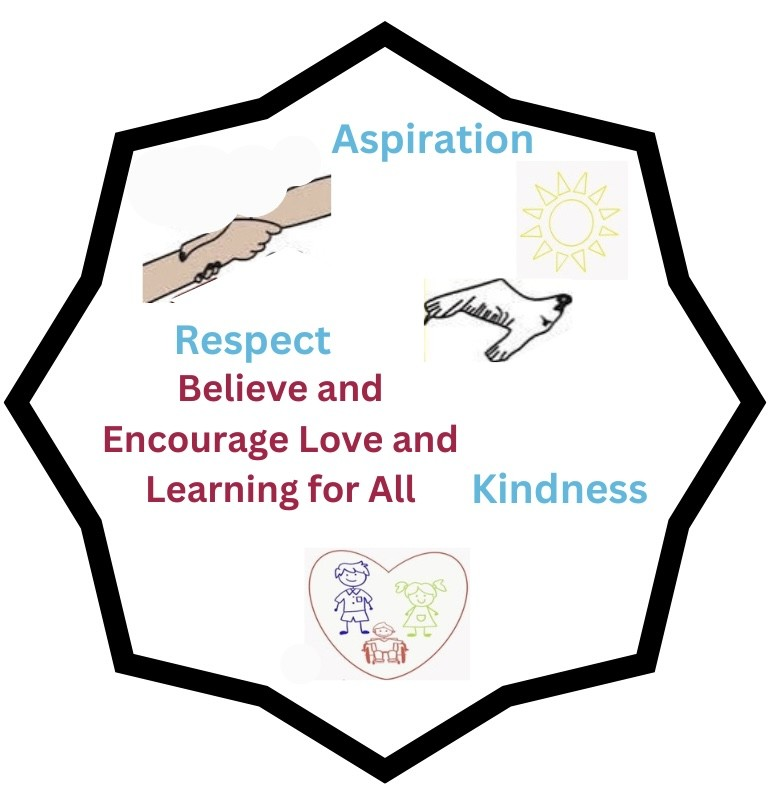 Aspiration
Respect
Believe and
Encourage Love and
Learning for All
Kindness